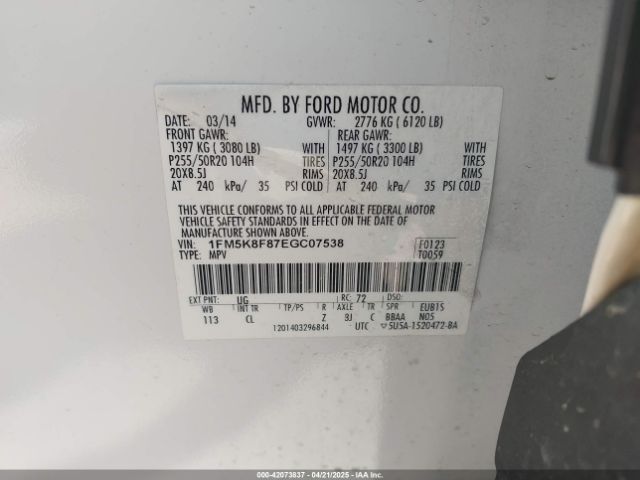 MFD. BY FORD MOTOR CO.
DATE: 03/14 GVWR: 2776 KG ( 6120 LB)
FRONT GAWR: REAR GAWR:
1397 KG ( 3080 LB) WITH 1497 KG ( 3300 LB) WITH
P255/50R20 104H TIRES P255/50R20 104H TIRES
20X8.5J RIMS 20X8.5J RIMS
AT 240 kPa/ 35 PSI COLD AT 240 kPa/ 35 PSI COLD
THIS VEHICLE CONFORMS TO ALL APPLICABLE FEDERAL MOTOR
VEHICLE SAFETY STANDARDS IN EFFECT ON THE DATE OF
MANUFACTURE SHOWN ABOVE.
VIN: 1FM5K8F87EGC07538 F0123
TYPE: MPV T0059
EXT PNT: UG RC: 72 DSO:
WB INT TR TP/PS R AXLE TR SPR EUB1S
113 CL Z 3J C BBAA N05
1201403296844 UTC ▽5U5A-1520472-BA
000-42073837 - 04/21/2025 - IAA Inc.